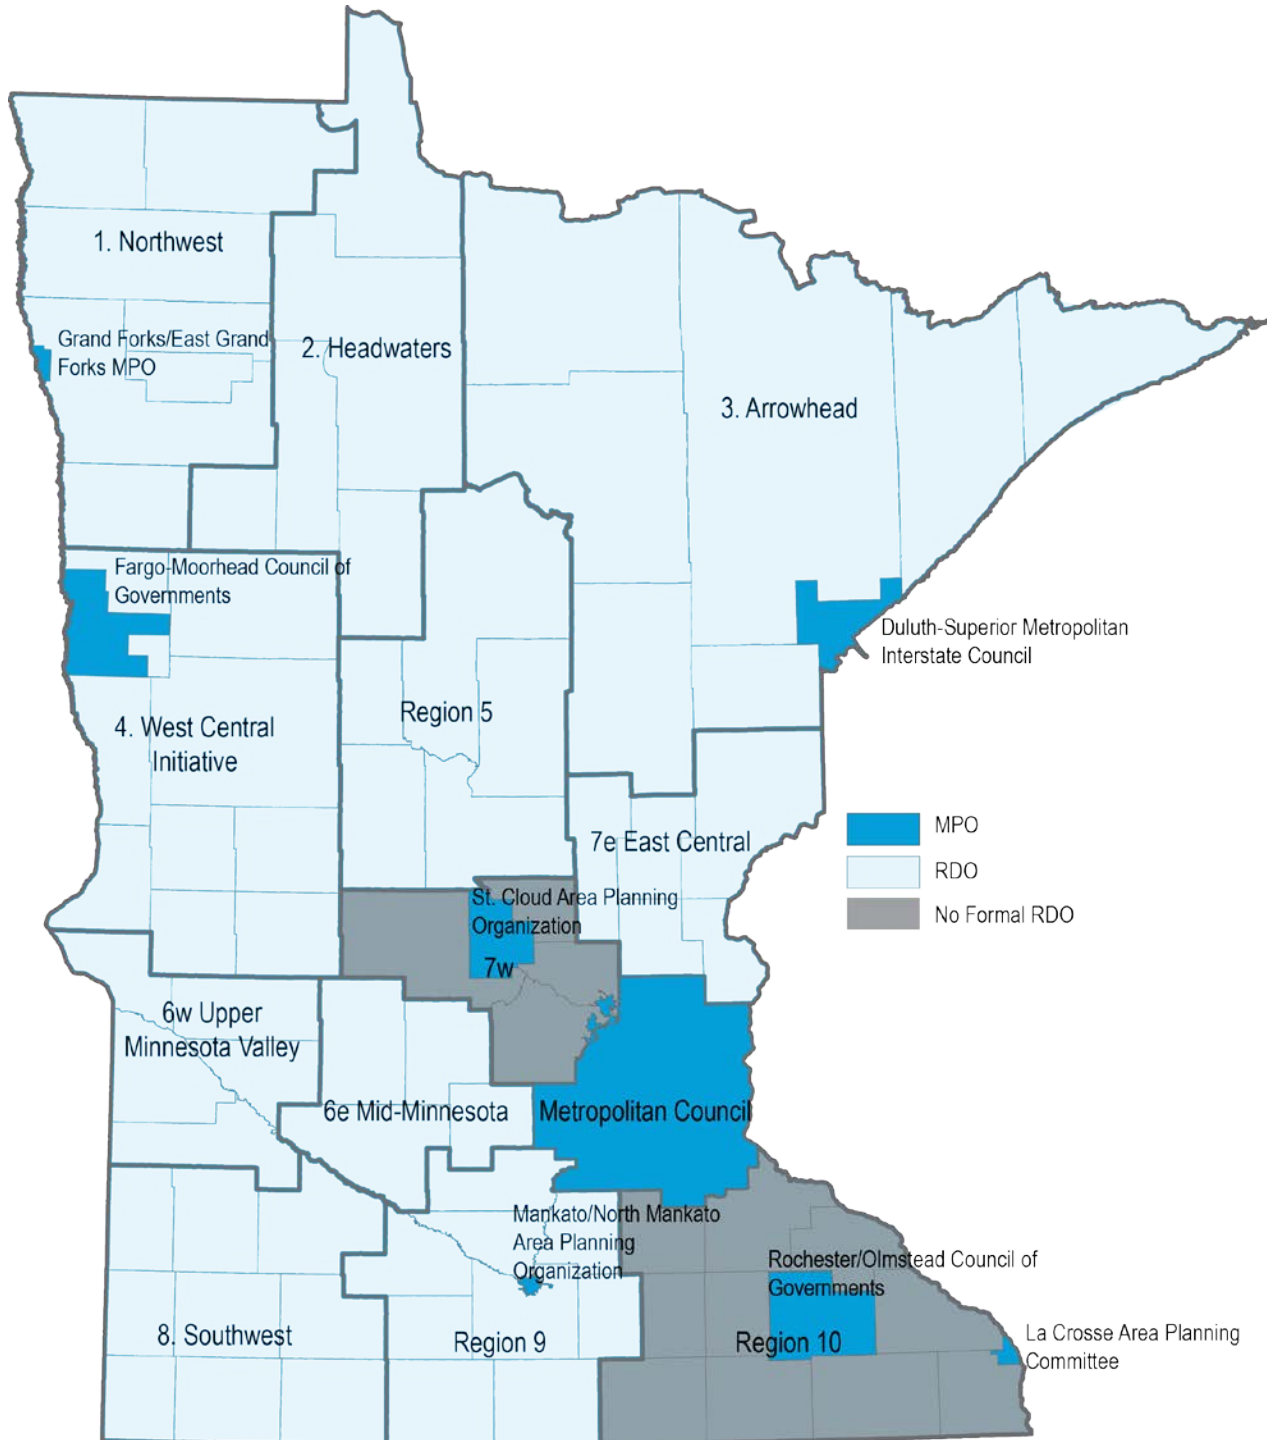 1. Northwest
Grand Forks/East Grand
Forks MPO
2. Headwaters
3. Arrowhead
Fargo-Moorhead Council of
Governments
Duluth-Superior Metropolitan
Interstate Council
4. West Central
Initiative
Region 5
7e East Central
MPO
RDO
No Formal RDO
St. Cloud Area Planning
Organization
7w
6w Upper
Minnesota Valley
6e Mid-Minnesota
Metropolitan Council
Mankato/North Mankato
Area Planning
Organization
Rochester/Olmstead Council of
Governments
8. Southwest
Region 9
Region 10
La Crosse Area Planning
Committee